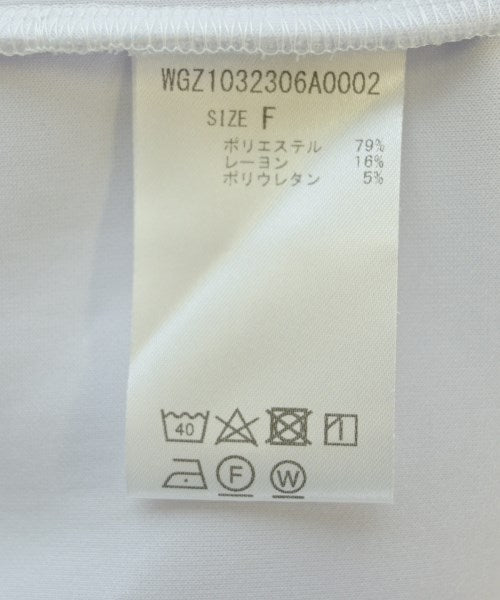 WGZ1032306A0002
SIZE F
ポリエステル 79%
レーヨン 16%
ポリウレタン 5%
40
F
W